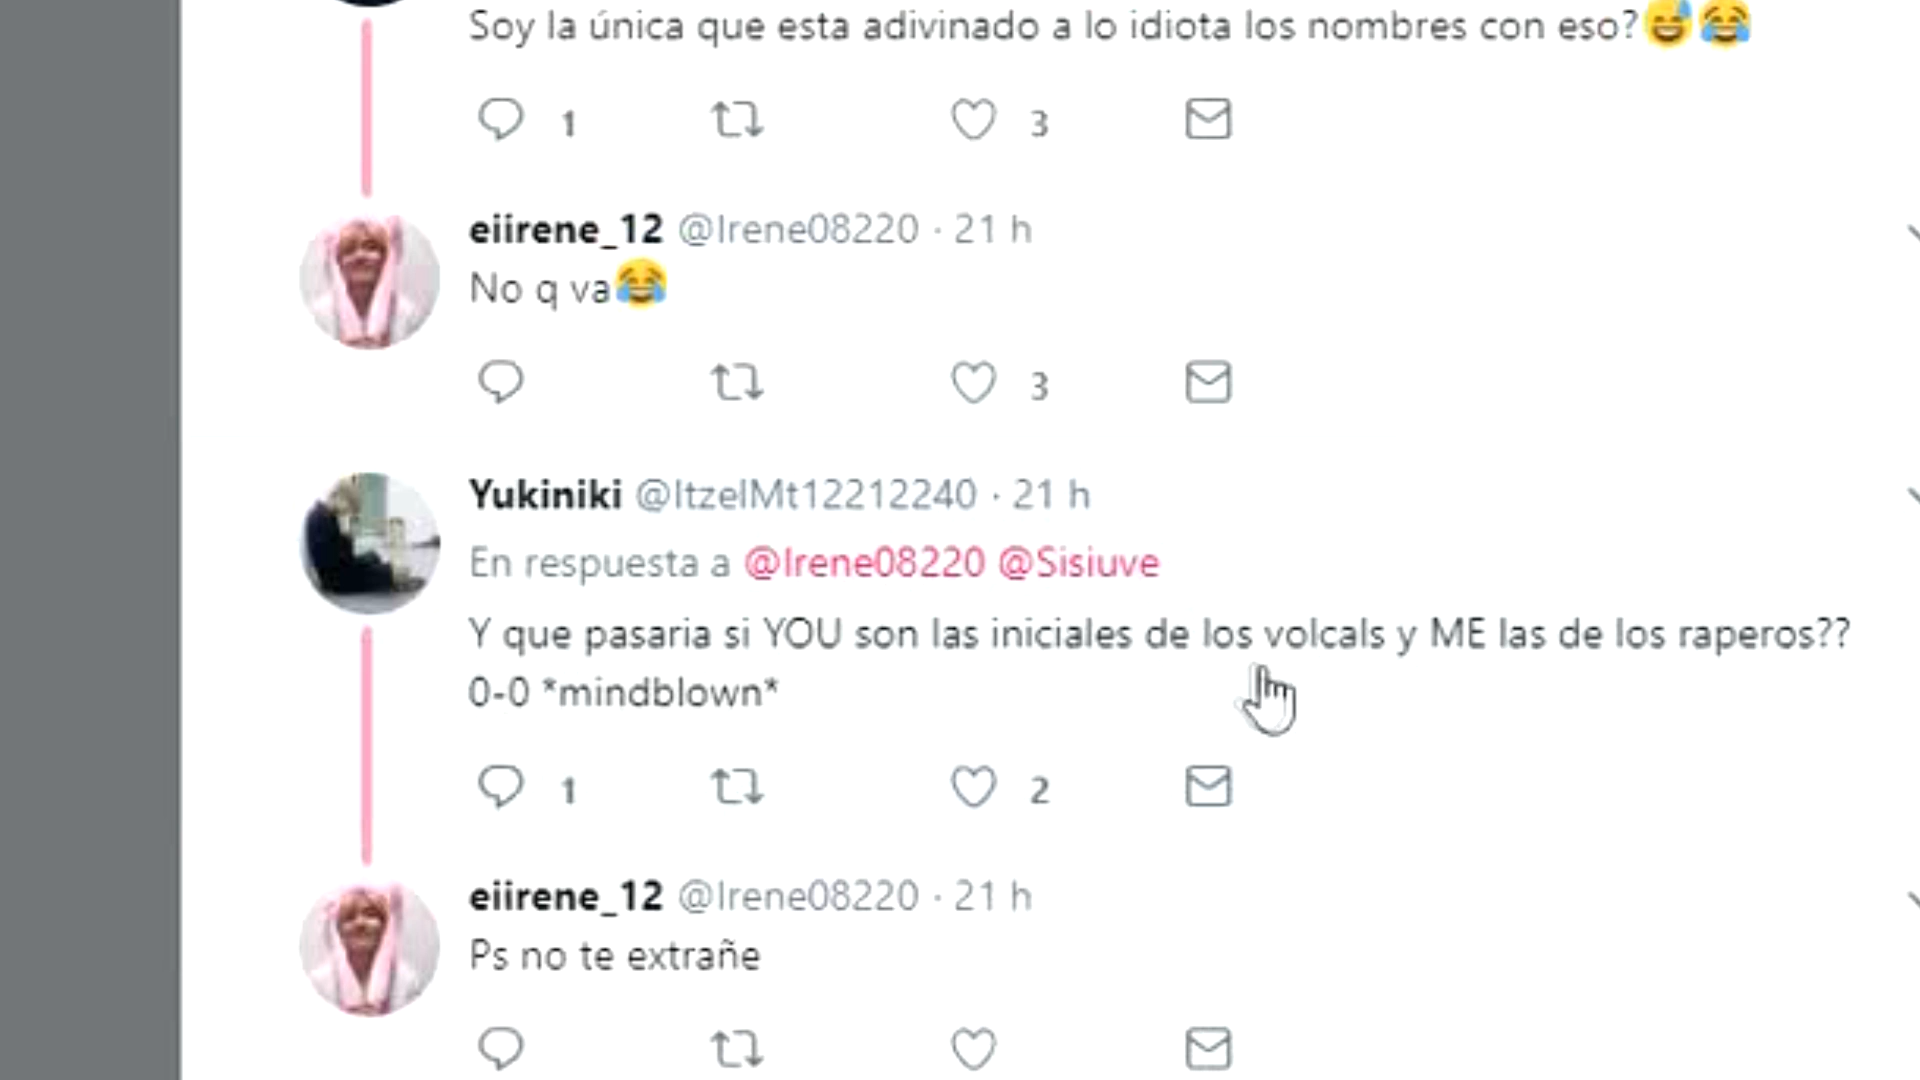 Soy la única que esta adivinado a lo idiota los nombres con eso?😅😂
1 3
eiirene_12 @Irene08220 · 21 h
No q va😂
3
Yukiniki @ItzelMt12212240 · 21 h
En respuesta a @Irene08220 @Sisiuve
Y que pasaria si YOU son las iniciales de los volcals y ME las de los raperos??
0-0 *mindblown*
1 2
eiirene_12 @Irene08220 · 21 h
Ps no te extrañe